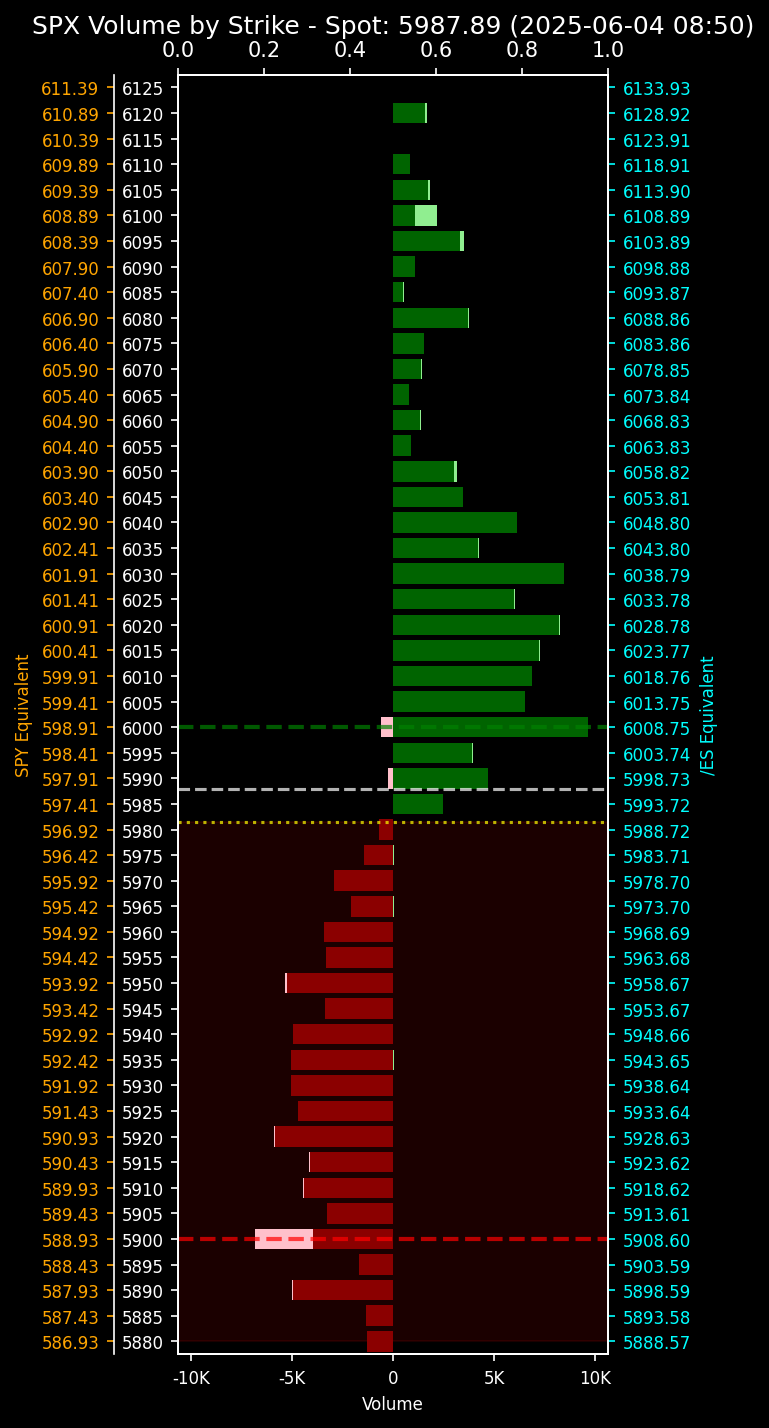 SPX Volume by Strike - Spot: 5987.89 (2025-06-04 08:50)
0.0 0.2 0.4 0.6 0.8 1.0
611.39 6125 6133.93
610.89 6120 6128.92
610.39 6115 6123.91
609.89 6110 6118.91
609.39 6105 6113.90
608.89 6100 6108.89
608.39 6095 6103.89
607.90 6090 6098.88
607.40 6085 6093.87
606.90 6080 6088.86
606.40 6075 6083.86
605.90 6070 6078.85
605.40 6065 6073.84
604.90 6060 6068.83
604.40 6055 6063.83
603.90 6050 6058.82
603.40 6045 6053.81
602.90 6040 6048.80
602.41 6035 6043.80
601.91 6030 6038.79
601.41 6025 6033.78
600.91 6020 6028.78
600.41 6015 6023.77
599.91 6010 6018.76
599.41 6005 6013.75
598.91 6000 6008.75
598.41 5995 6003.74
597.91 5990 5998.73
597.41 5985 5993.72
596.92 5980 5988.72
596.42 5975 5983.71
595.92 5970 5978.70
595.42 5965 5973.70
594.92 5960 5968.69
594.42 5955 5963.68
593.92 5950 5958.67
593.42 5945 5953.67
592.92 5940 5948.66
592.42 5935 5943.65
591.92 5930 5938.64
591.43 5925 5933.64
590.93 5920 5928.63
590.43 5915 5923.62
589.93 5910 5918.62
589.43 5905 5913.61
588.93 5900 5908.60
588.43 5895 5903.59
587.93 5890 5898.59
587.43 5885 5893.58
586.93 5880 5888.57
SPY Equivalent
/ES Equivalent
-10K -5K 0 5K 10K
Volume